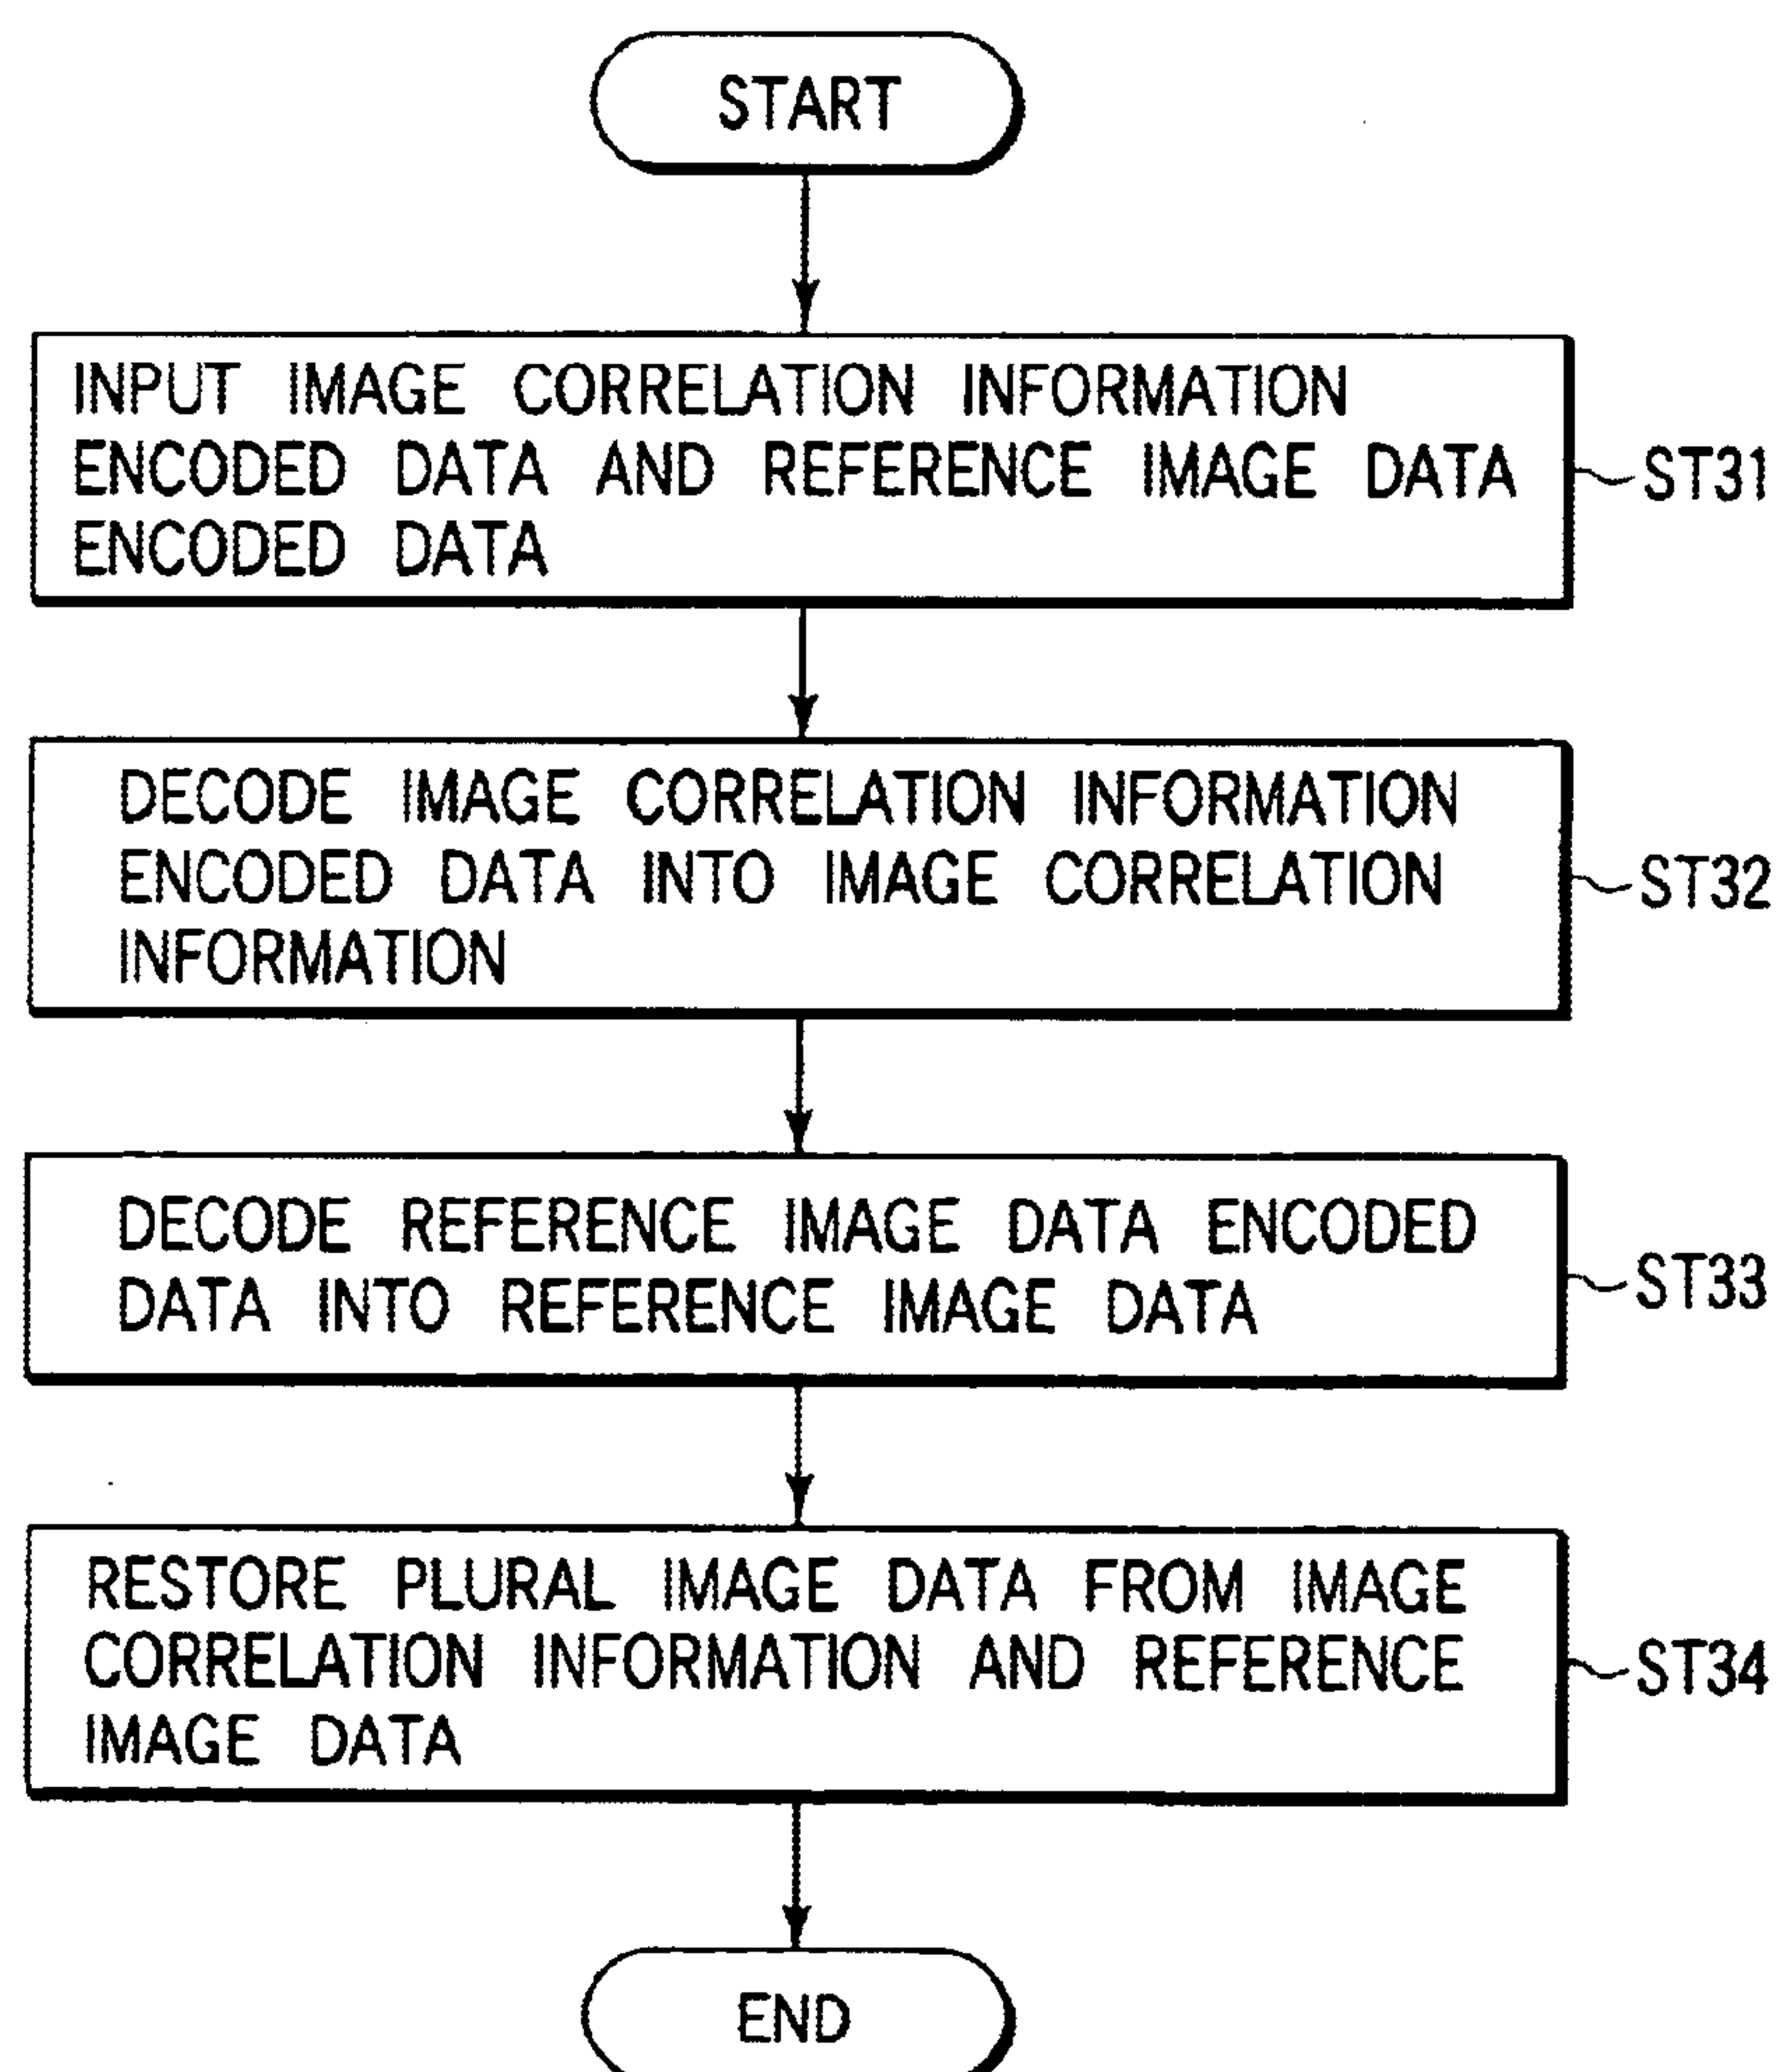 START
INPUT IMAGE CORRELATION INFORMATION
ENCODED DATA AND REFERENCE IMAGE DATA
ENCODED DATA
ST31
DECODE IMAGE CORRELATION INFORMATION
ENCODED DATA INTO IMAGE CORRELATION
INFORMATION
ST32
DECODE REFERENCE IMAGE DATA ENCODED
DATA INTO REFERENCE IMAGE DATA
ST33
RESTORE PLURAL IMAGE DATA FROM IMAGE
CORRELATION INFORMATION AND REFERENCE
IMAGE DATA
ST34
END